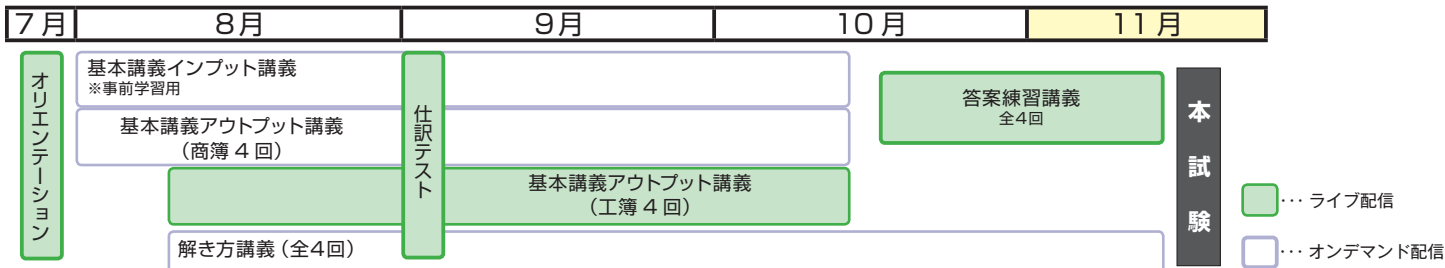 7月
8月
9月
10月
11月
オリエンテーション
基本講義インプット講義
※事前学習用
基本講義アウトプット講義
（商簿4回）
仕訳テスト
基本講義アウトプット講義
（工簿4回）
解き方講義（全4回）
答案練習講義
全4回
本試験
･･･ ライブ配信
･･･ オンデマンド配信